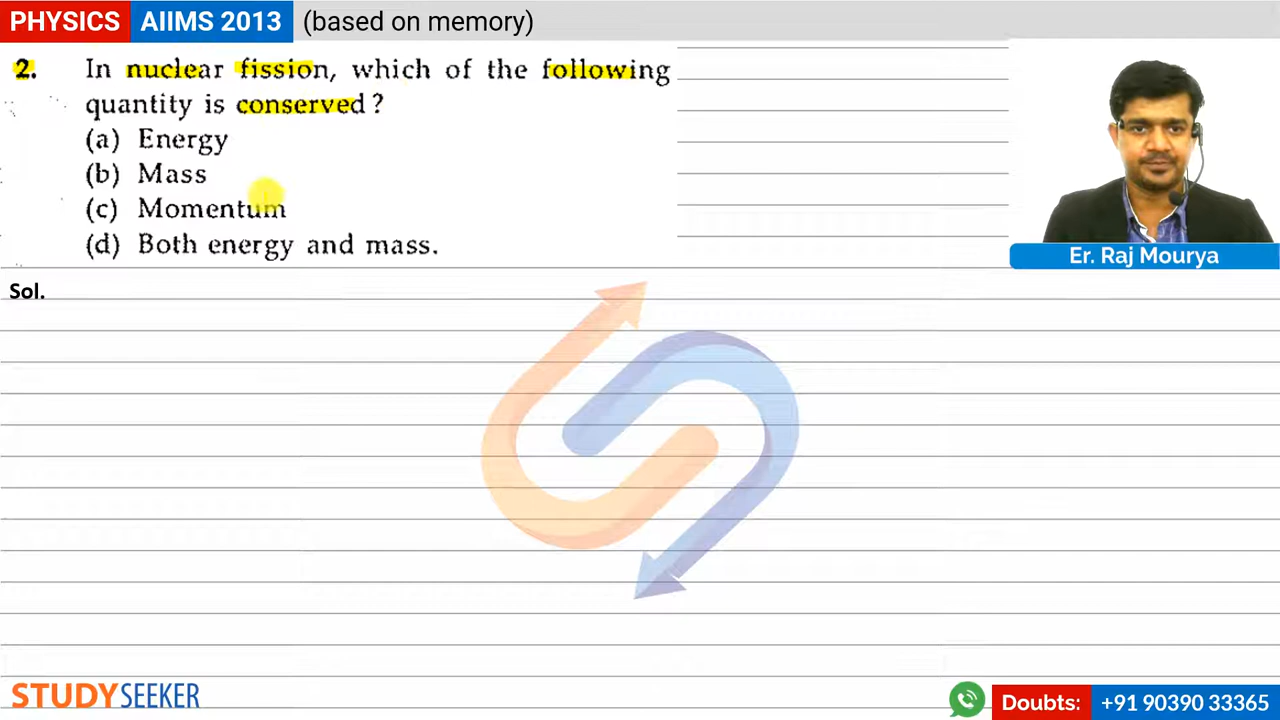 PHYSICS AIIMS 2013 (based on memory)
2. In nuclear fission, which of the following
quantity is conserved?
(a) Energy
(b) Mass
(c) Momentum
(d) Both energy and mass.
Er. Raj Mourya
Sol.
STUDYSEEKER
Doubts: +91 90390 33365